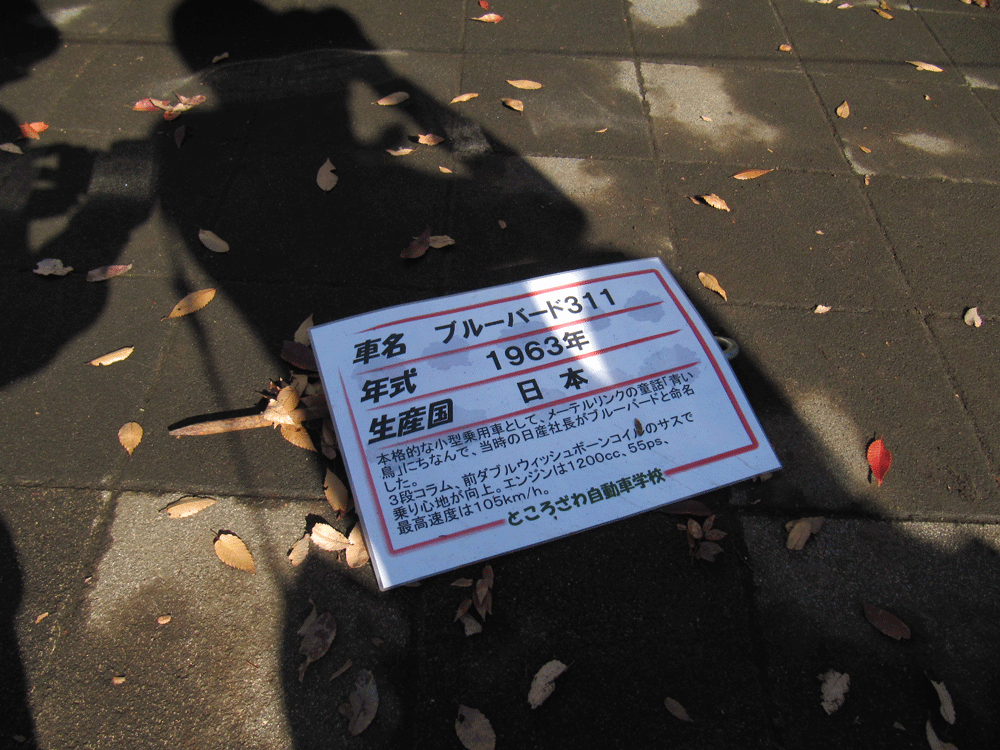 車名 ブルーバード311
年式 1963年
生産国 日本
本格的な小型乗用車として、メーテルリンクの童話「青い
鳥」にちなんで、当時の日産社長がブルーバードと命名
した。
3段コラム、前ダブルウィッシュボーンコイルのサスで
乗り心地が向上。エンジンは1200cc、55ps、
最高速度は105km/h。
ところざわ自動車学校